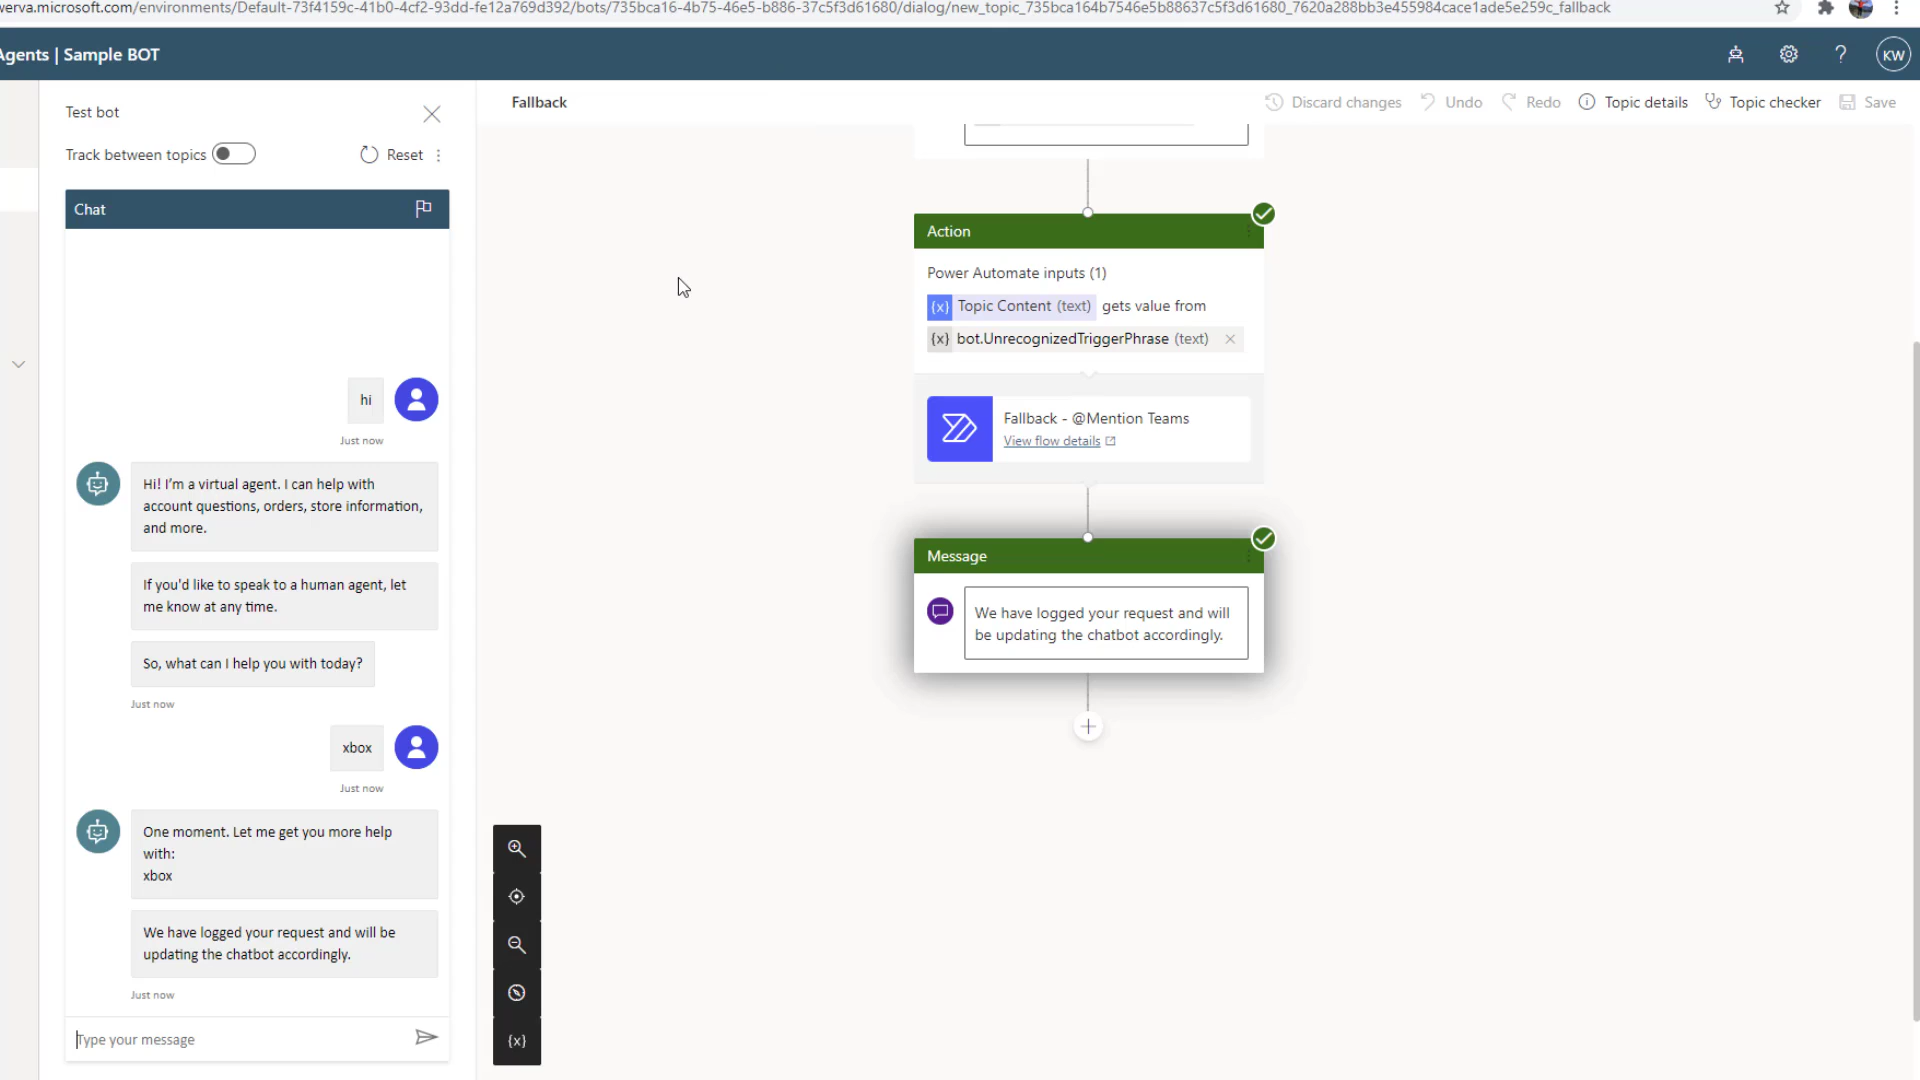 werva.microsoft.com/environments/Default-73f4159c-41b0-4cf2-93dd-fe12a769d392/bots/735bca16-4b75-46e5-b886-37c5f3d61680/dialog/new_topic_735bca164b7546e5b88637c5f3d61680_7620a288bb3e455984cace1ade5e259c_fallback
Agents | Sample BOT
KW
Test bot
Track between topics
Reset
Chat
hi
Just now
Hi! I'm a virtual agent. I can help with
account questions, orders, store information,
and more.
If you'd like to speak to a human agent, let
me know at any time.
So, what can I help you with today?
Just now
xbox
Just now
One moment. Let me get you more help
with:
xbox
We have logged your request and will be
updating the chatbot accordingly.
Just now
Type your message
Fallback
Discard changes
Undo
Redo
Topic details
Topic checker
Save
Action
Power Automate inputs (1)
{x} Topic Content (text) gets value from
{x} bot.UnrecognizedTriggerPhrase (text)
Fallback - @Mention Teams
View flow details
Message
We have logged your request and will
be updating the chatbot accordingly.
{x}